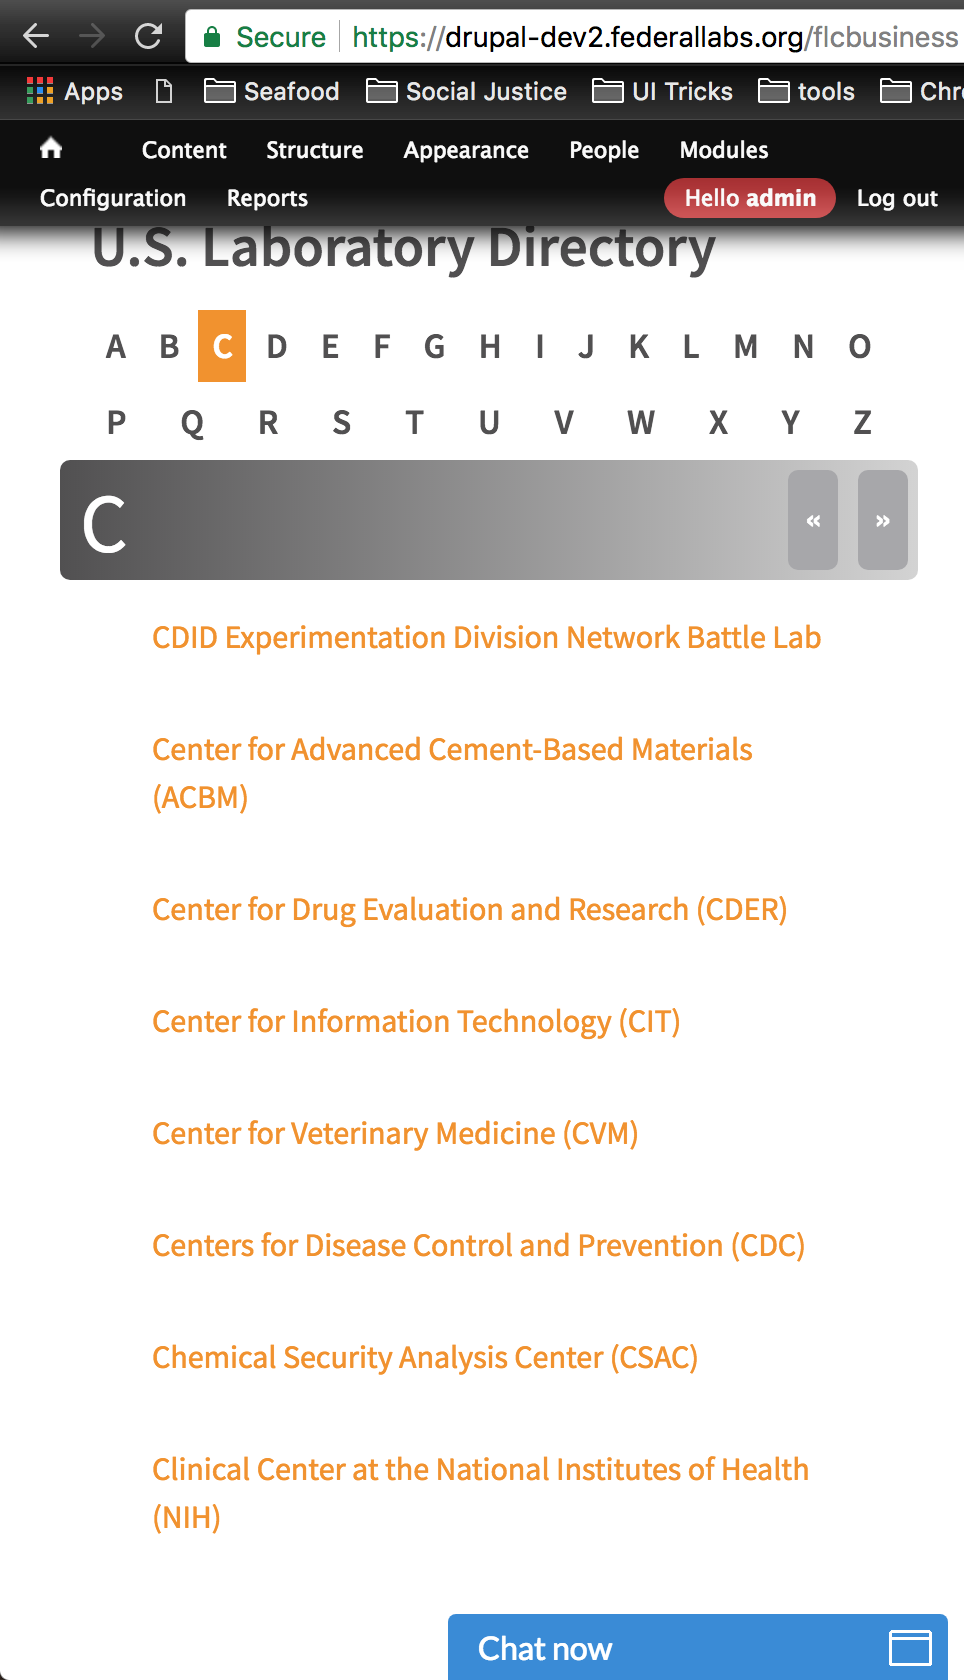 Secure https://drupal-dev2.federallabs.org/flcbusiness
Apps Seafood Social Justice UI Tricks tools Chr
Content Structure Appearance People Modules
Configuration Reports Hello admin Log out
U.S. Laboratory Directory
A B C D E F G H I J K L M N O
P Q R S T U V W X Y Z
C « »
CDID Experimentation Division Network Battle Lab
Center for Advanced Cement-Based Materials
(ACBM)
Center for Drug Evaluation and Research (CDER)
Center for Information Technology (CIT)
Center for Veterinary Medicine (CVM)
Centers for Disease Control and Prevention (CDC)
Chemical Security Analysis Center (CSAC)
Clinical Center at the National Institutes of Health
(NIH)
Chat now